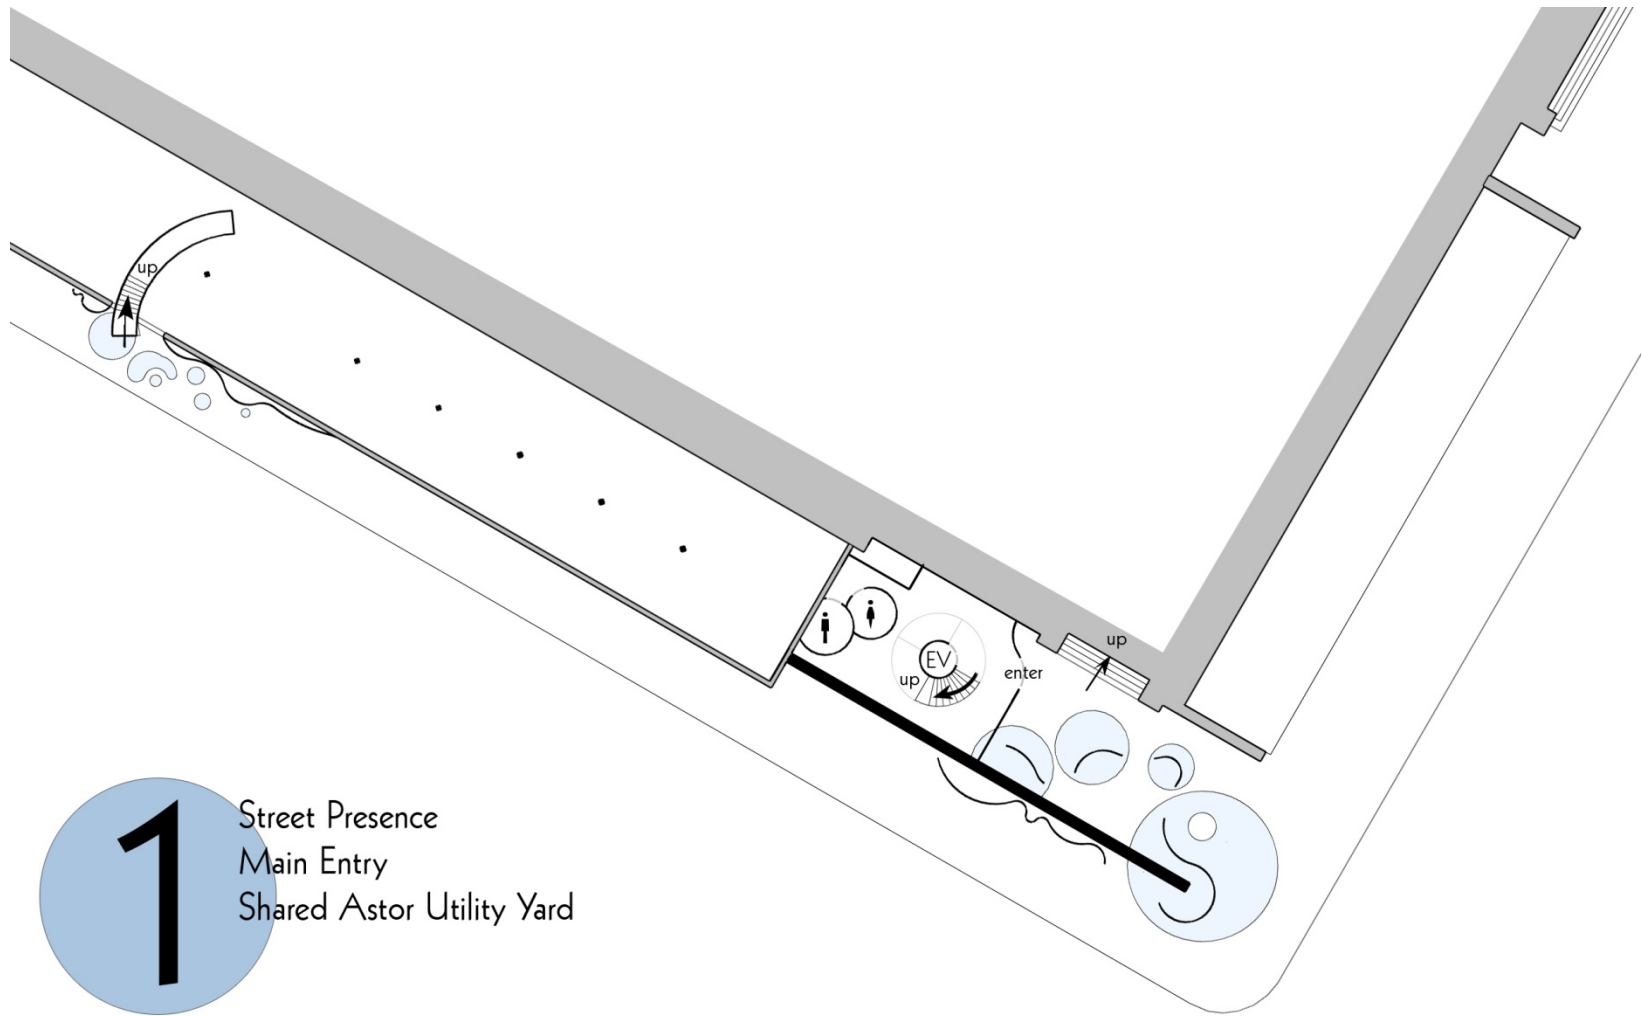 up
up
EV
up
enter
1
Street Presence
Main Entry
Shared Astor Utility Yard